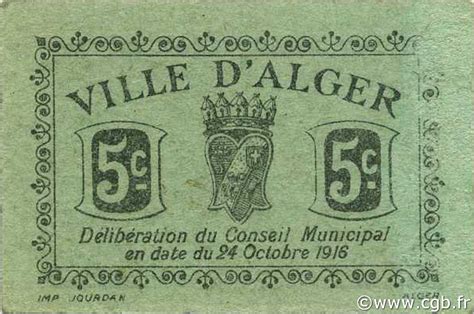 VILLE D'ALGER
5c. 5c.
Délibération du Conseil Municipal
en date du 24 Octobre 1916
IMP JOURDAN
© www.cgb.fr